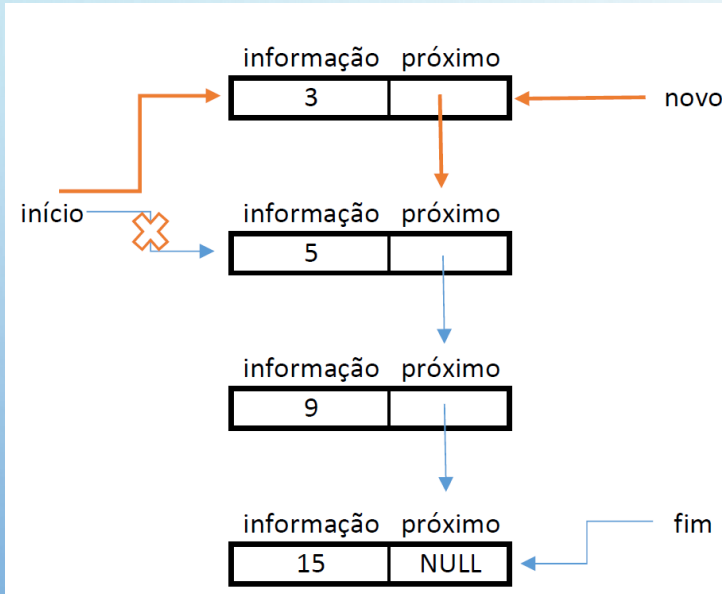 informação próximo
3
novo
início
informação próximo
5
informação próximo
9
informação próximo
fim
15 NULL